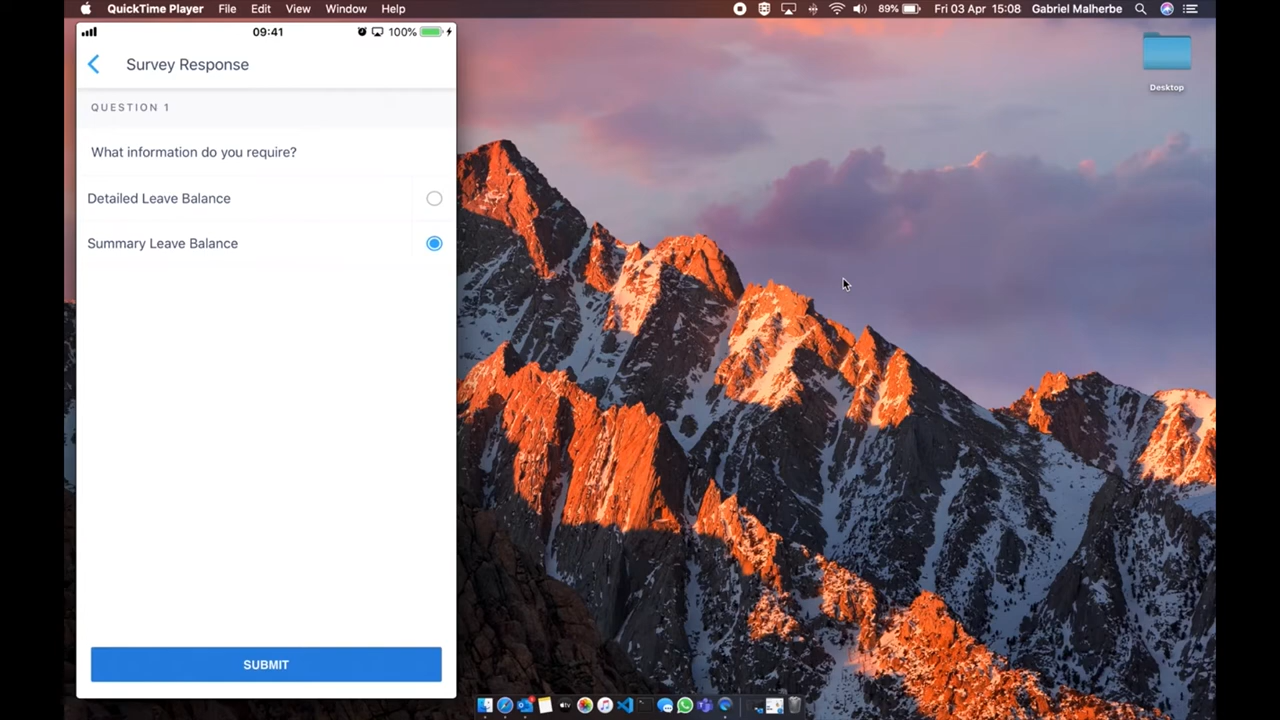 QuickTime Player File Edit View Window Help 89% Fri 03 Apr 15:08 Gabriel Malherbe
09:41 100%
Survey Response
Desktop
QUESTION 1
What information do you require?
Detailed Leave Balance
Summary Leave Balance
SUBMIT